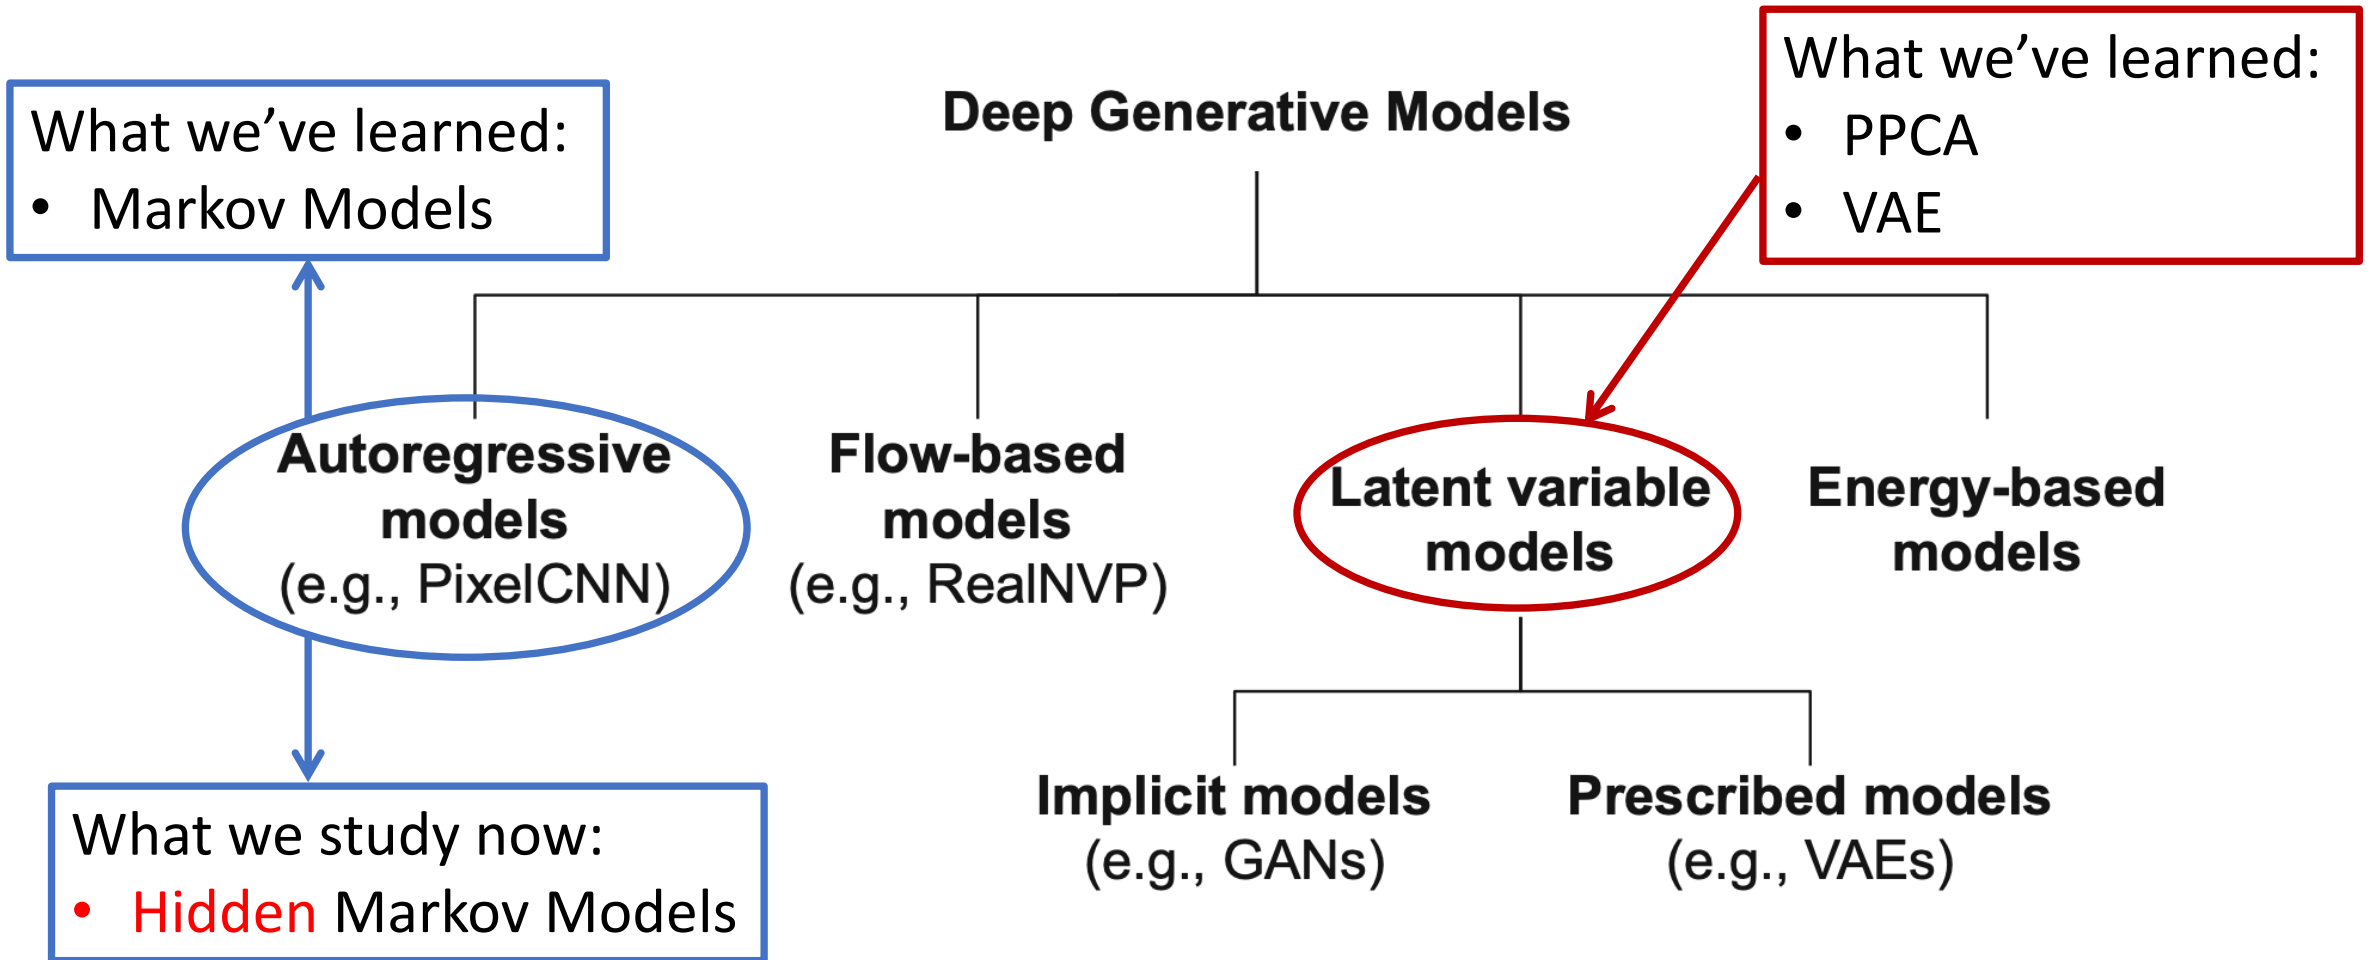 What we’ve learned:
• Markov Models
Deep Generative Models
What we’ve learned:
• PPCA
• VAE
Autoregressive
models
(e.g., PixelCNN)
Flow-based
models
(e.g., RealNVP)
Latent variable
models
Energy-based
models
Implicit models
(e.g., GANs)
Prescribed models
(e.g., VAEs)
What we study now:
• Hidden Markov Models